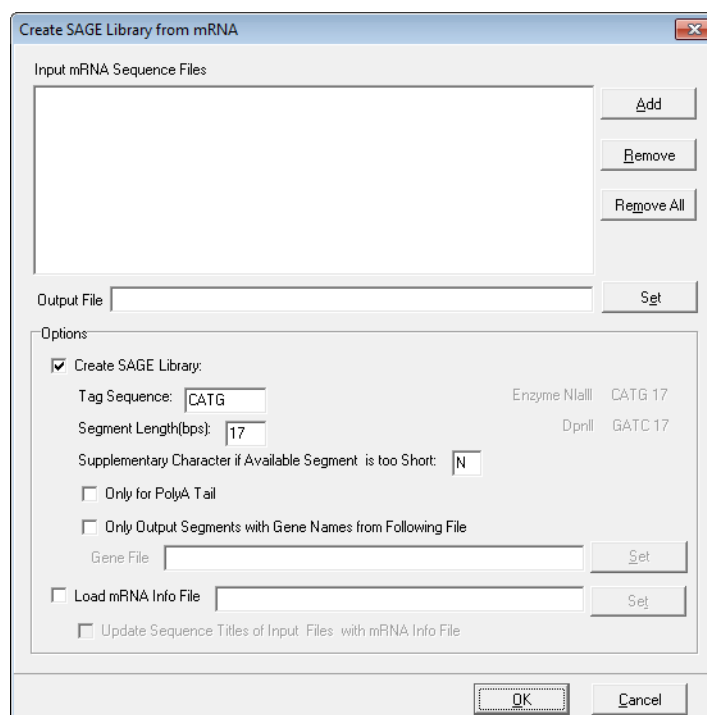 Create SAGE Library from mRNA
Input mRNA Sequence Files
Add
Remove
Remove All
Output File
Set
Options
Create SAGE Library:
Tag Sequence: CATG Enzyme NlaIII CATG 17
Segment Length(bps): 17 DpnII GATC 17
Supplementary Character if Available Segment is too Short: N
Only for PolyA Tail
Only Output Segments with Gene Names from Following File
Gene File Set
Load mRNA Info File Set
Update Sequence Titles of Input Files with mRNA Info File
OK Cancel